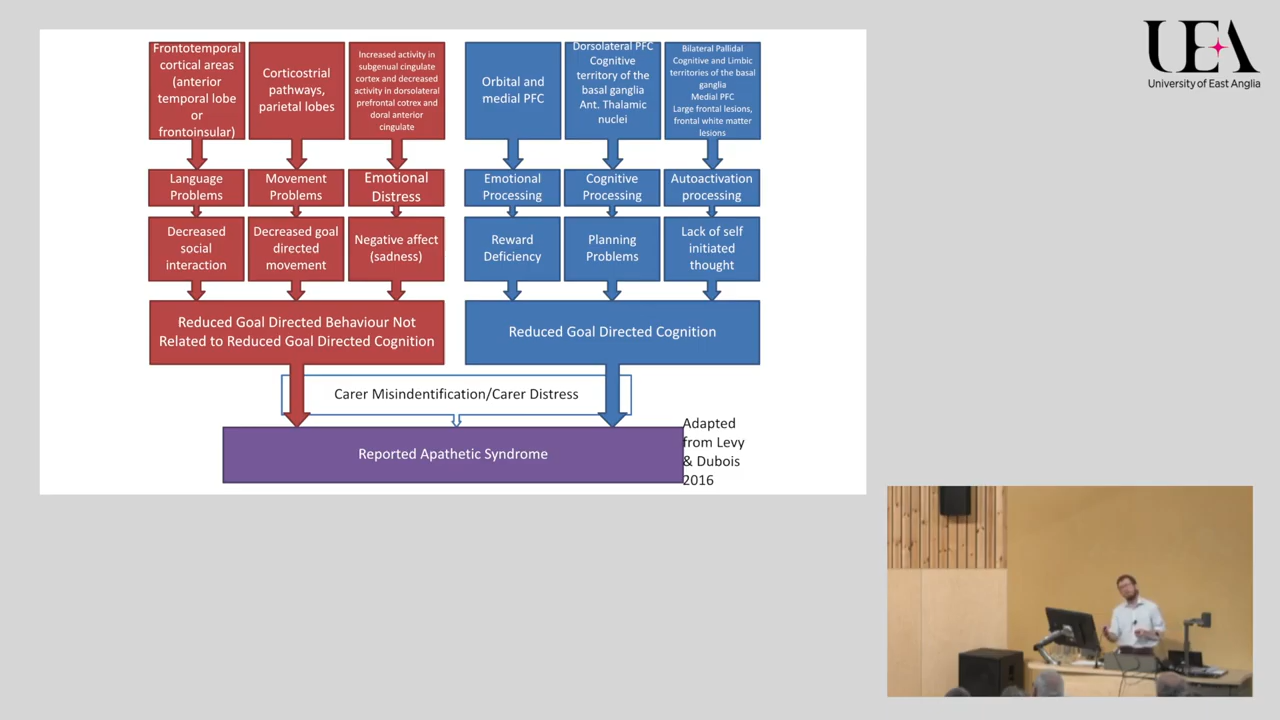 Frontotemporal
cortical areas
(anterior
temporal lobe
or
frontoinsular)
Corticostrial
pathways,
parietal lobes
Increased activity in
subgenual cingulate
cortex and decreased
activity in dorsolateral
prefrontal cotrex and
doral anterior
cingulate
Orbital and
medial PFC
Dorsolateral PFC
Cognitive
territory of the
basal ganglia
Ant. Thalamic
nuclei
Bilateral Pallidal
Cognitive and Limbic
territories of the basal
ganglia
Medial PFC
Large frontal lesions,
frontal white matter
lesions
Language
Problems
Movement
Problems
Emotional
Distress
Emotional
Processing
Cognitive
Processing
Autoactivation
processing
Decreased
social
interaction
Decreased goal
directed
movement
Negative affect
(sadness)
Reward
Deficiency
Planning
Problems
Lack of self
initiated
thought
Reduced Goal Directed Behaviour Not
Related to Reduced Goal Directed Cognition
Reduced Goal Directed Cognition
Carer Misidentification/Carer Distress
Reported Apathetic Syndrome
Adapted
from Levy
& Dubois
2016
UEA
University of East Anglia